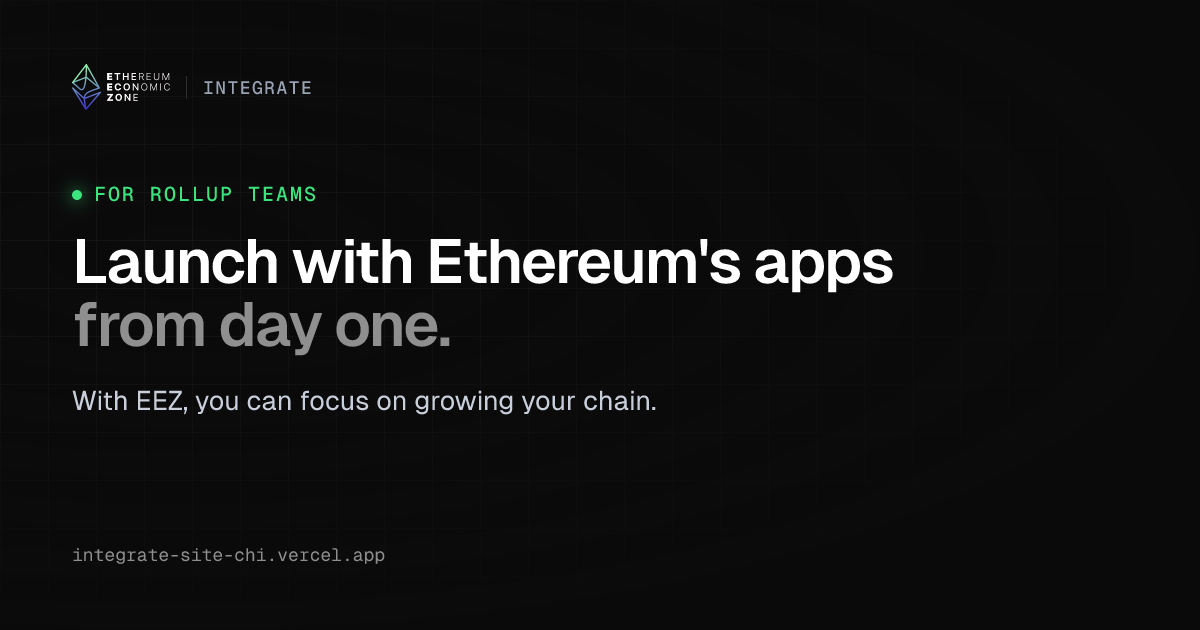 ETHEREUM
ECONOMIC
ZONE
INTEGRATE
FOR ROLLUP TEAMS
Launch with Ethereum's apps
from day one.
With EEZ, you can focus on growing your chain.
integrate-site-chi.vercel.app